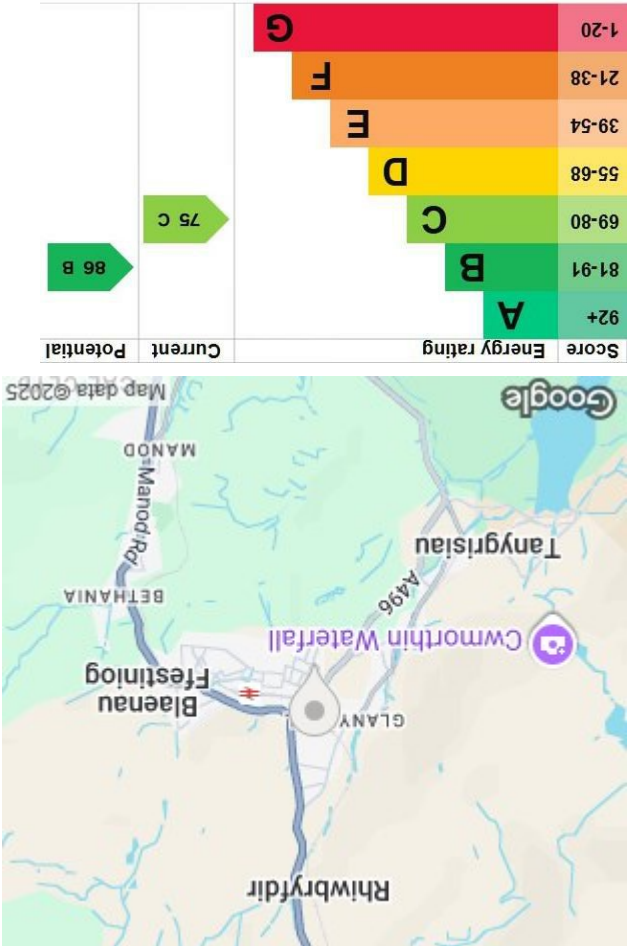 Rhiwbryfdir
GLANY
Blaenau
Ffestiniog
Cwmorthin Waterfall
BETHANIA
A496
Tanygrisiau
Manod Rd
MANOD
Google
Map data ©2025
Score Energy rating Current Potential
92+ A
81-91 B 86 B
69-80 C 75 C
55-68 D
39-54 E
21-38 F
1-20 G